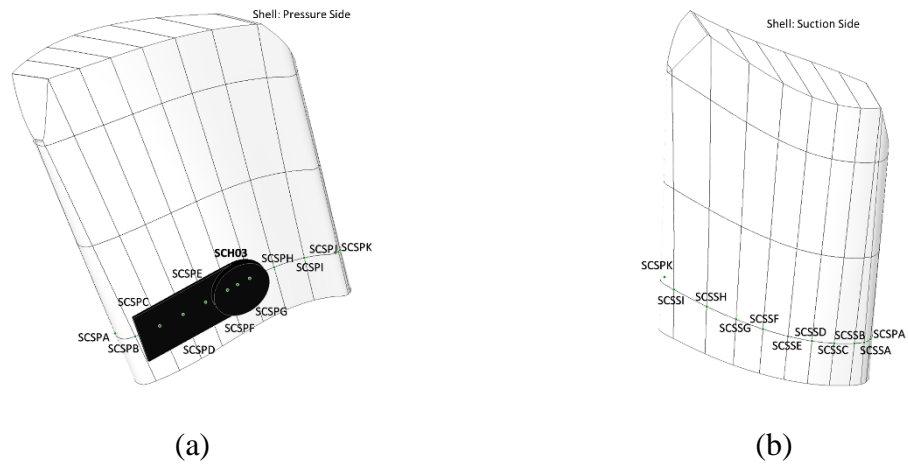 Shell: Pressure Side
SCH03
SCSPH
SCSPJ
SCSPK
SCSPI
SCSPE
SCSPC
SCSPG
SCSPF
SCSPA
SCSPB
SCSPD
(a)
Shell: Suction Side
SCSPK
SCSSI
SCSSH
SCSSG
SCSSF
SCSSD
SCSSB
SCSPA
SCSSE
SCSSC
SCSSA
(b)